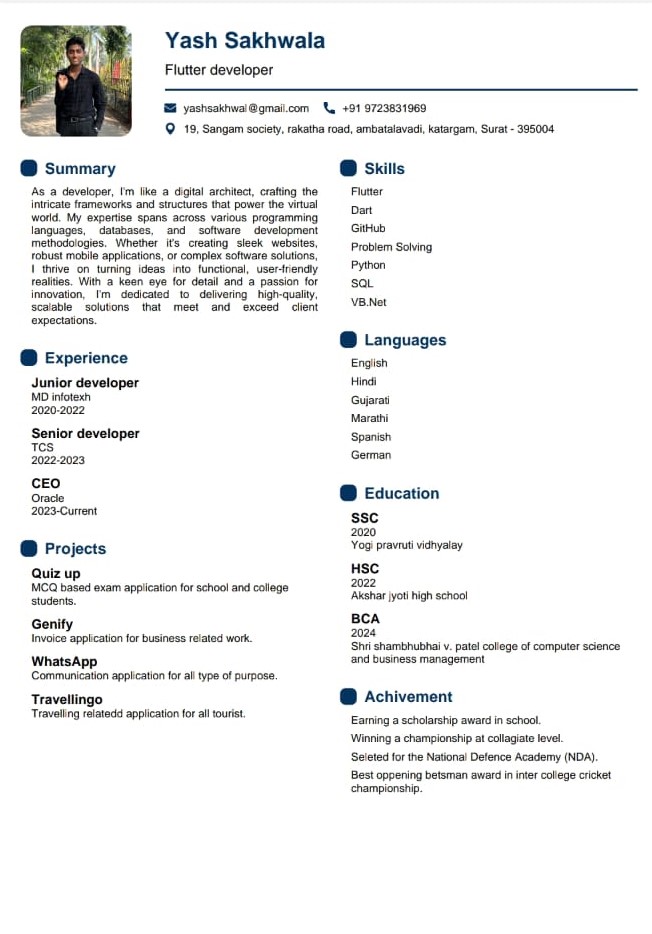 Yash Sakhwala
Flutter developer
yashsakhwal@gmail.com +91 9723831969
19, Sangam society, rakatha road, ambatalavadi, katargam, Surat - 395004
Summary
As a developer, I'm like a digital architect, crafting the
intricate frameworks and structures that power the virtual
world. My expertise spans across various programming
languages, databases, and software development
methodologies. Whether it's creating sleek websites,
robust mobile applications, or complex software solutions,
I thrive on turning ideas into functional, user-friendly
realities. With a keen eye for detail and a passion for
innovation, I'm dedicated to delivering high-quality,
scalable solutions that meet and exceed client
expectations.
Experience
Junior developer
MD infotexh
2020-2022
Senior developer
TCS
2022-2023
CEO
Oracle
2023-Current
Projects
Quiz up
MCQ based exam application for school and college
students.
Genify
Invoice application for business related work.
WhatsApp
Communication application for all type of purpose.
Travellingo
Travelling relatedd application for all tourist.
Skills
Flutter
Dart
GitHub
Problem Solving
Python
SQL
VB.Net
Languages
English
Hindi
Gujarati
Marathi
Spanish
German
Education
SSC
2020
Yogi pravruti vidhyalay
HSC
2022
Akshar jyoti high school
BCA
2024
Shri shambhubhai v. patel college of computer science
and business management
Achivement
Earning a scholarship award in school.
Winning a championship at collagiate level.
Seleted for the National Defence Academy (NDA).
Best oppening betsman award in inter college cricket
championship.